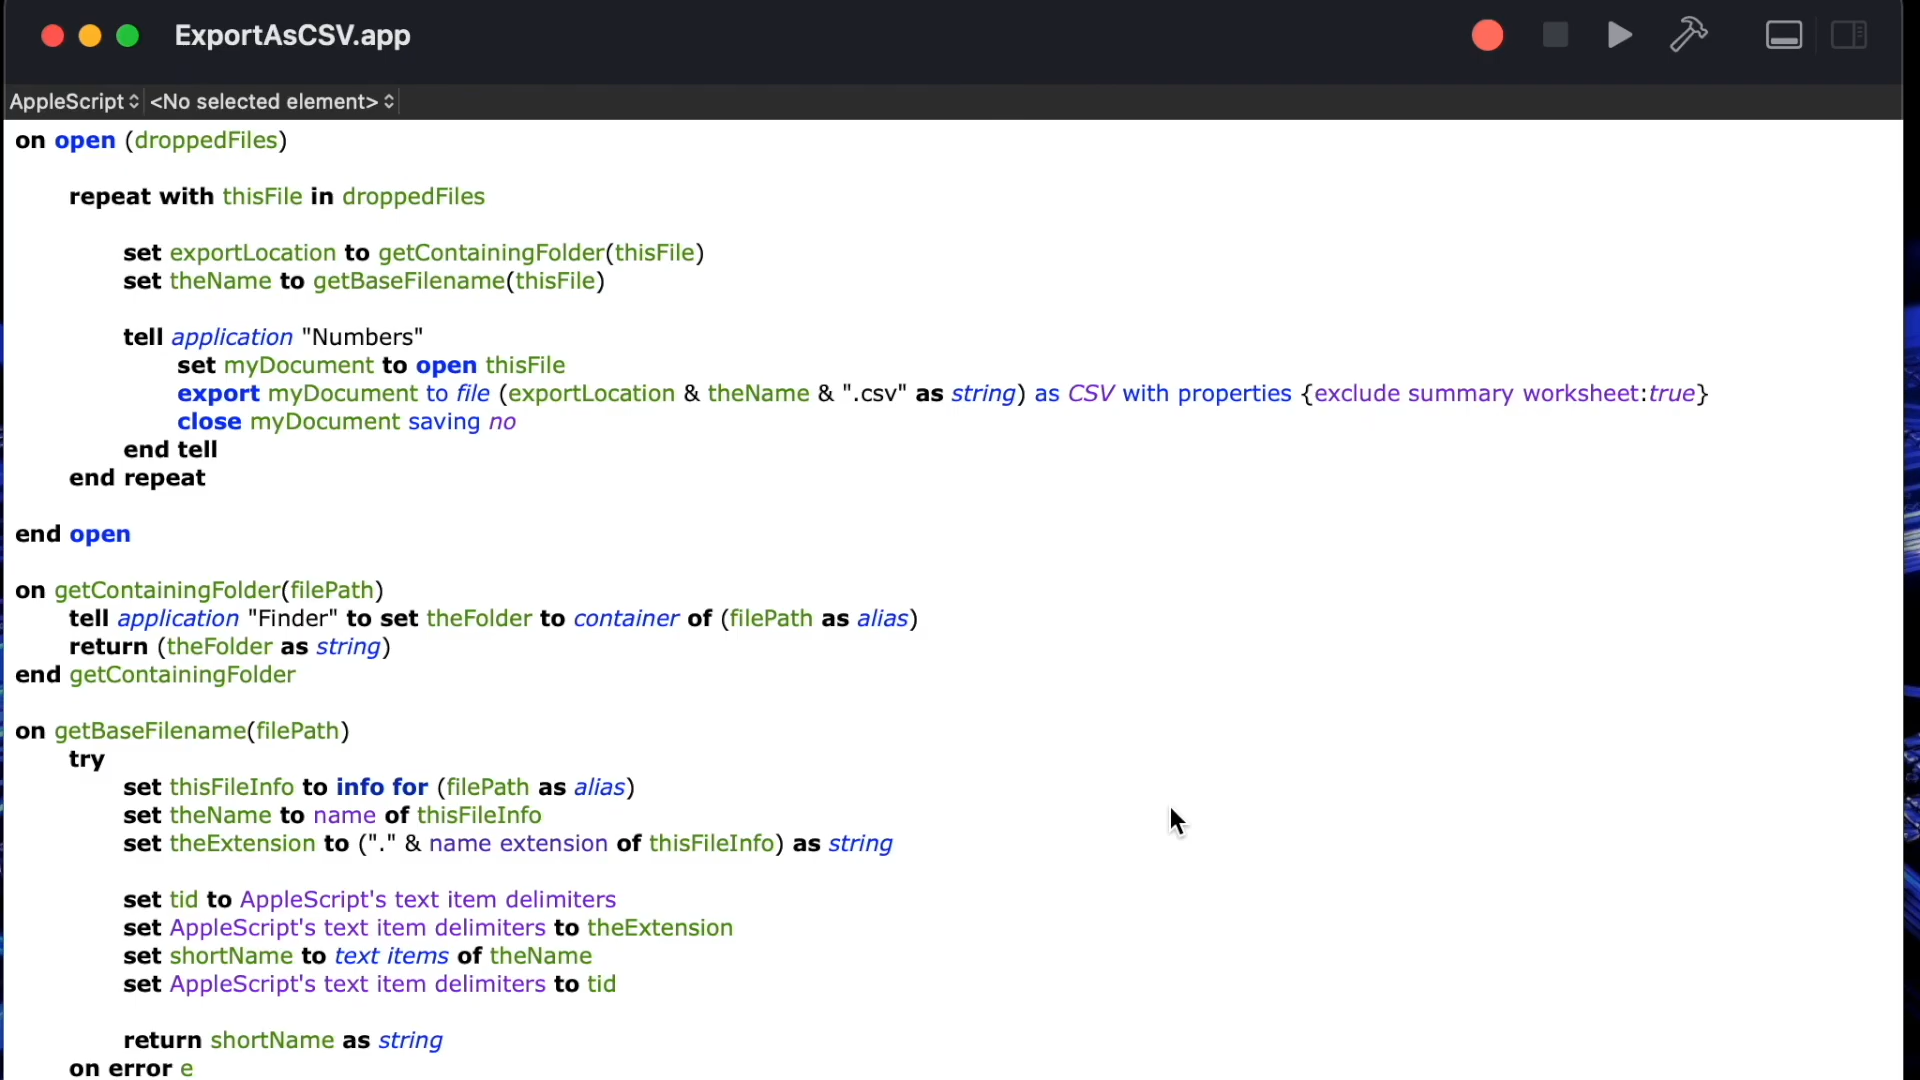 ExportAsCSV.app
AppleScript <No selected element>
on open (droppedFiles)
repeat with thisFile in droppedFiles
set exportLocation to getContainingFolder(thisFile)
set theName to getBaseFilename(thisFile)
tell application "Numbers"
set myDocument to open thisFile
export myDocument to file (exportLocation & theName & ".csv" as string) as CSV with properties {exclude summary worksheet:true}
close myDocument saving no
end tell
end repeat
end open
on getContainingFolder(filePath)
tell application "Finder" to set theFolder to container of (filePath as alias)
return (theFolder as string)
end getContainingFolder
on getBaseFilename(filePath)
try
set thisFileInfo to info for (filePath as alias)
set theName to name of thisFileInfo
set theExtension to ("." & name extension of thisFileInfo) as string
set tid to AppleScript's text item delimiters
set AppleScript's text item delimiters to theExtension
set shortName to text items of theName
set AppleScript's text item delimiters to tid
return shortName as string
on error e